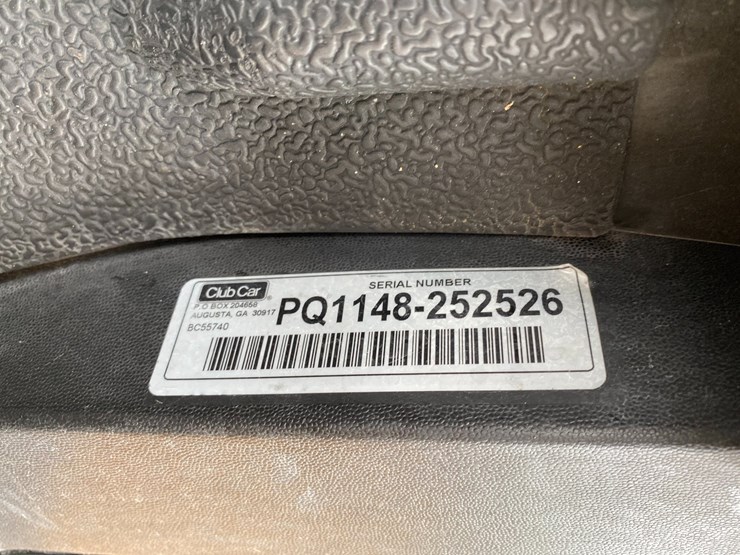 Club Car
SERIAL NUMBER
P.O BOX 204658
AUGUSTA, GA 30917
PQ1148-252526
BC55740